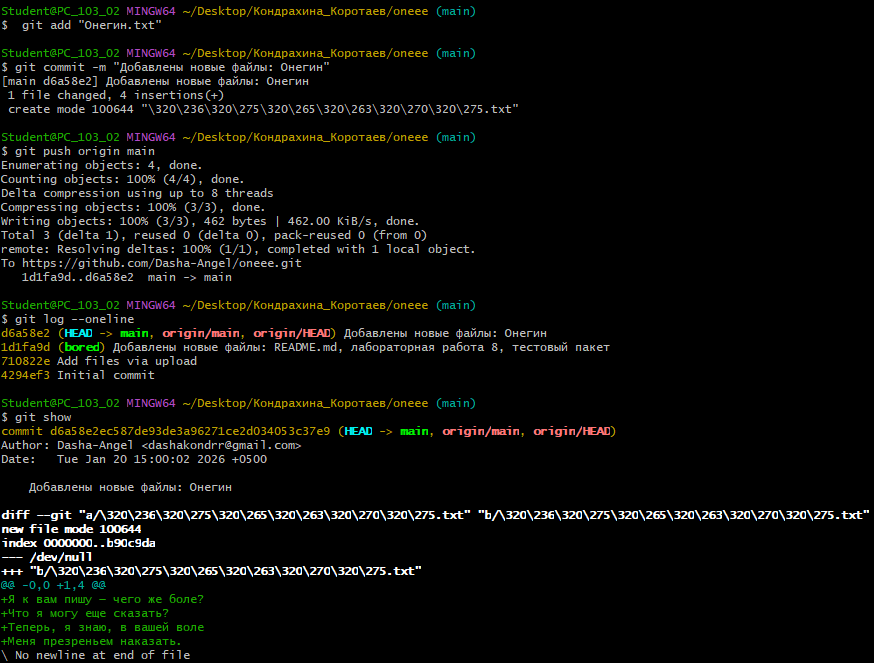 Student@PC_103_02 MINGW64 ~/Desktop/Кондрахина_Коротаев/oneee (main)
$  git add "Онегин.txt"
Student@PC_103_02 MINGW64 ~/Desktop/Кондрахина_Коротаев/oneee (main)
$ git commit -m "Добавлены новые файлы: Онегин"
[main d6a58e2] Добавлены новые файлы: Онегин
 1 file changed, 4 insertions(+)
 create mode 100644 "\320\236\320\275\320\265\320\263\320\270\320\275.txt"
Student@PC_103_02 MINGW64 ~/Desktop/Кондрахина_Коротаев/oneee (main)
$ git push origin main
Enumerating objects: 4, done.
Counting objects: 100% (4/4), done.
Delta compression using up to 8 threads
Compressing objects: 100% (3/3), done.
Writing objects: 100% (3/3), 462 bytes | 462.00 KiB/s, done.
Total 3 (delta 1), reused 0 (delta 0), pack-reused 0 (from 0)
remote: Resolving deltas: 100% (1/1), completed with 1 local object.
To https://github.com/Dasha-Angel/oneee.git
   1d1fa9d..d6a58e2  main -> main
Student@PC_103_02 MINGW64 ~/Desktop/Кондрахина_Коротаев/oneee (main)
$ git log --oneline
d6a58e2 (HEAD -> main, origin/main, origin/HEAD) Добавлены новые файлы: Онегин
1d1fa9d (bored) Добавлены новые файлы: README.md, лабораторная работа 8, тестовый пакет
710822e Add files via upload
4294ef3 Initial commit
Student@PC_103_02 MINGW64 ~/Desktop/Кондрахина_Коротаев/oneee (main)
$ git show
commit d6a58e2ec587de93de3a96271ce2d034053c37e9 (HEAD -> main, origin/main, origin/HEAD)
Author: Dasha-Angel <dashakondrr@gmail.com>
Date:   Tue Jan 20 15:00:02 2026 +0500
    Добавлены новые файлы: Онегин
diff --git "a/\320\236\320\275\320\265\320\263\320\270\320\275.txt" "b/\320\236\320\275\320\265\320\263\320\270\320\275.txt"
new file mode 100644
index 0000000..b90c9da
--- /dev/null
+++ "b/\320\236\320\275\320\265\320\263\320\270\320\275.txt"
@@ -0,0 +1,4 @@
+Я к вам пишу – чего же боле?
+Что я могу еще сказать?
+Теперь, я знаю, в вашей воле
+Меня презреньем наказать.
\ No newline at end of file